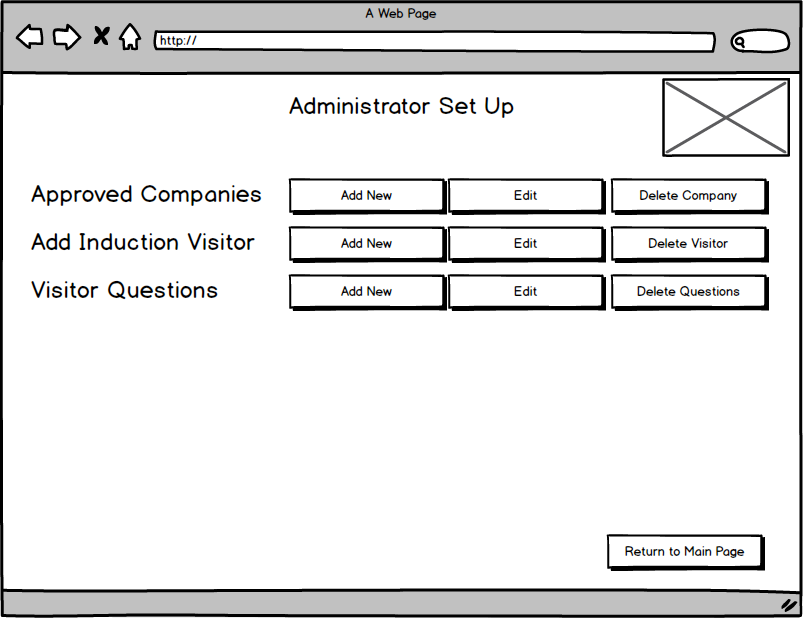 A Web Page
http://
Administrator Set Up
Approved Companies Add New Edit Delete Company
Add Induction Visitor Add New Edit Delete Visitor
Visitor Questions Add New Edit Delete Questions
Return to Main Page